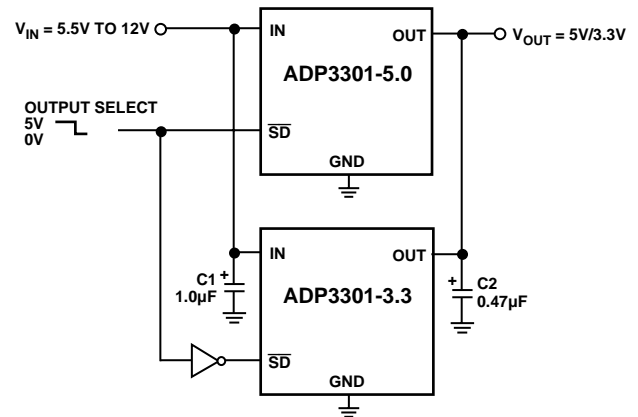 V_IN = 5.5V TO 12V
IN
OUT
V_OUT = 5V/3.3V
ADP3301-5.0
OUTPUT SELECT
5V
0V
SD
GND
IN
OUT
C1
+
1.0µF
ADP3301-3.3
+
C2
0.47µF
SD
GND